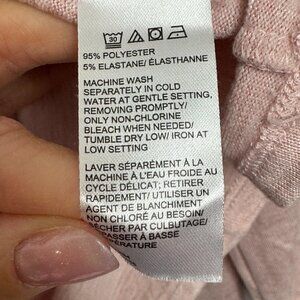 30
95% POLYESTER
5% ELASTANE/ ÉLASTHANNE
MACHINE WASH
SEPARATELY IN COLD
WATER AT GENTLE SETTING,
REMOVING PROMPTLY/
ONLY NON-CHLORINE
BLEACH WHEN NEEDED/
TUMBLE DRY LOW/ IRON AT
LOW SETTING
LAVER SÉPARÉMENT À LA
MACHINE À L'EAU FROIDE AU
CYCLE DÉLICAT; RETIRER
RAPIDEMENT/ UTILISER UN
AGENT DE BLANCHIMENT
NON CHLORÉ AU BESOIN/
SÉCHER PAR CULBUTAGE/
À BASSE